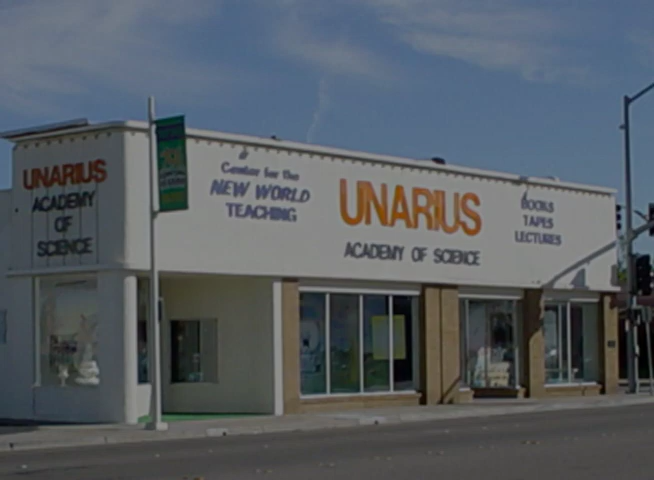 UNARIUS
ACADEMY
OF
SCIENCE
Center for the
NEW WORLD
TEACHING
UNARIUS
ACADEMY OF SCIENCE
BOOKS
TAPES
LECTURES